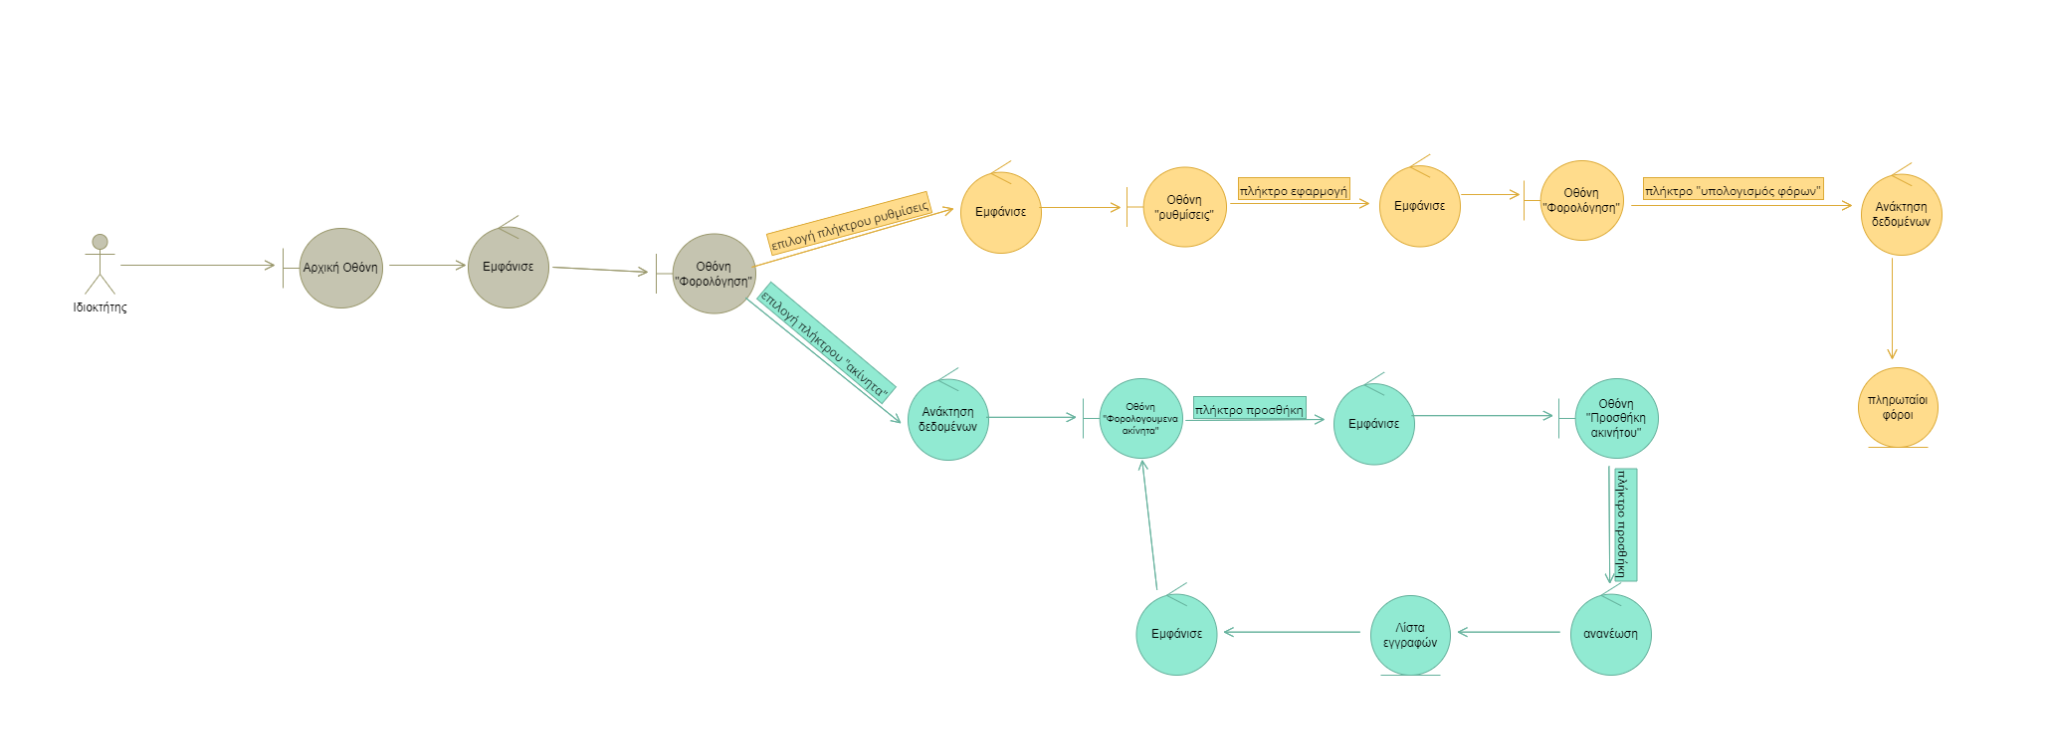 Ιδιοκτήτης
Αρχική Οθόνη
Εμφάνισε
Οθόνη
"Φορολόγηση"
επιλογή πλήκτρου ρυθμίσεις
Εμφάνισε
Οθόνη
"ρυθμίσεις"
πλήκτρο εφαρμογή
Εμφάνισε
Οθόνη
"Φορολόγηση"
πλήκτρο "υπολογισμός φόρων"
Ανάκτηση
δεδομένων
πληρωταίοι
φόροι
επιλογή πλήκτρου "ακίνητα"
Ανάκτηση
δεδομένων
Οθόνη
"Φορολογουμενα
ακίνητα"
πλήκτρο προσθήκη
Εμφάνισε
Οθόνη
"Προσθήκη
ακινήτου"
πλήκτρο προσθήκη
ανανέωση
Λίστα
εγγραφών
Εμφάνισε